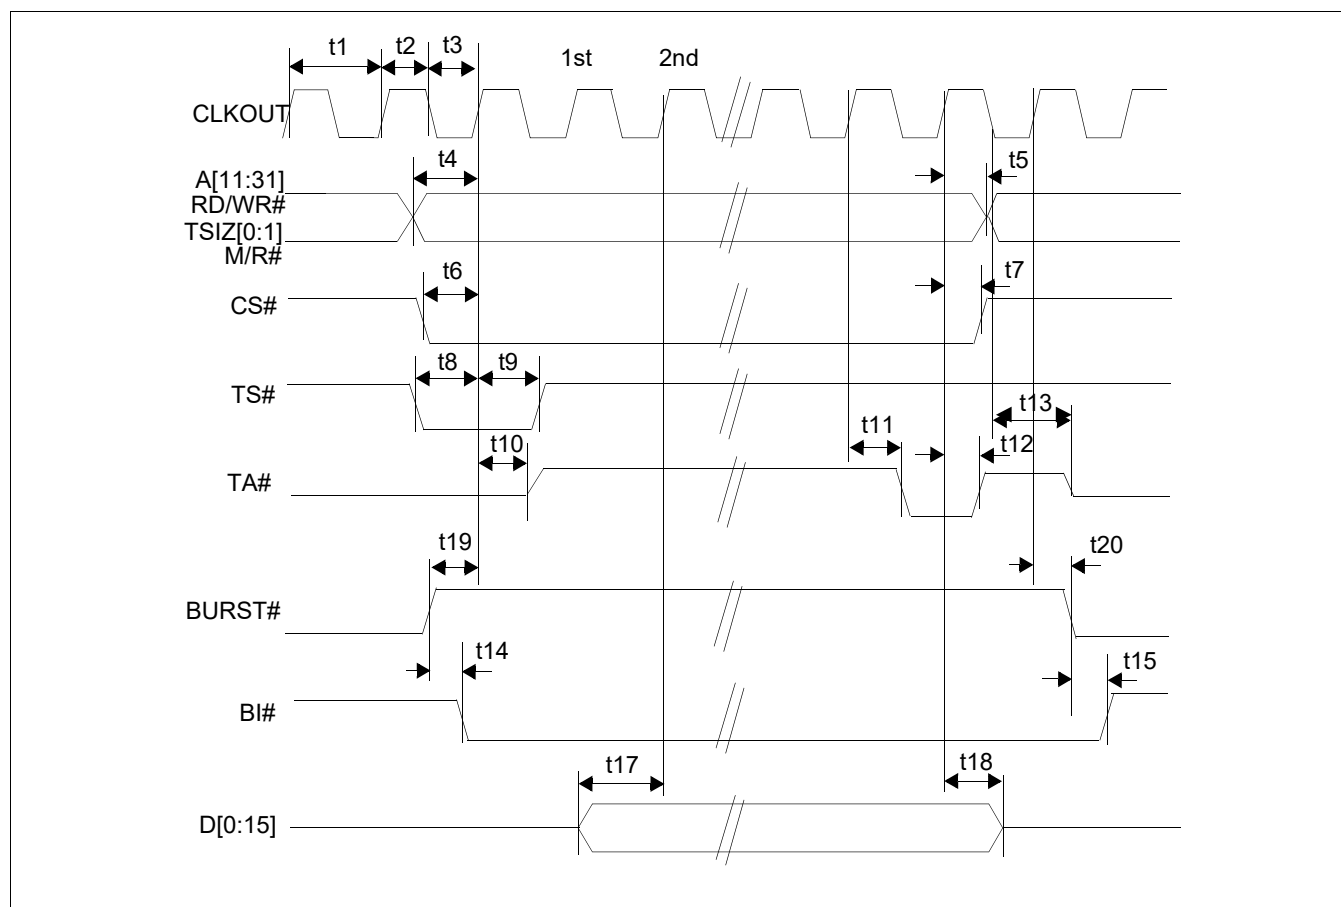 t1 t2 t3 1st 2nd
CLKOUT
t4 t5
A[11:31]
RD/WR#
TSIZ[0:1]
M/R#
t6 t7
CS#
t8 t9
TS#
t13
t11 t12
t10
TA#
t19 t20
BURST#
t14 t15
BI#
t17 t18
D[0:15]